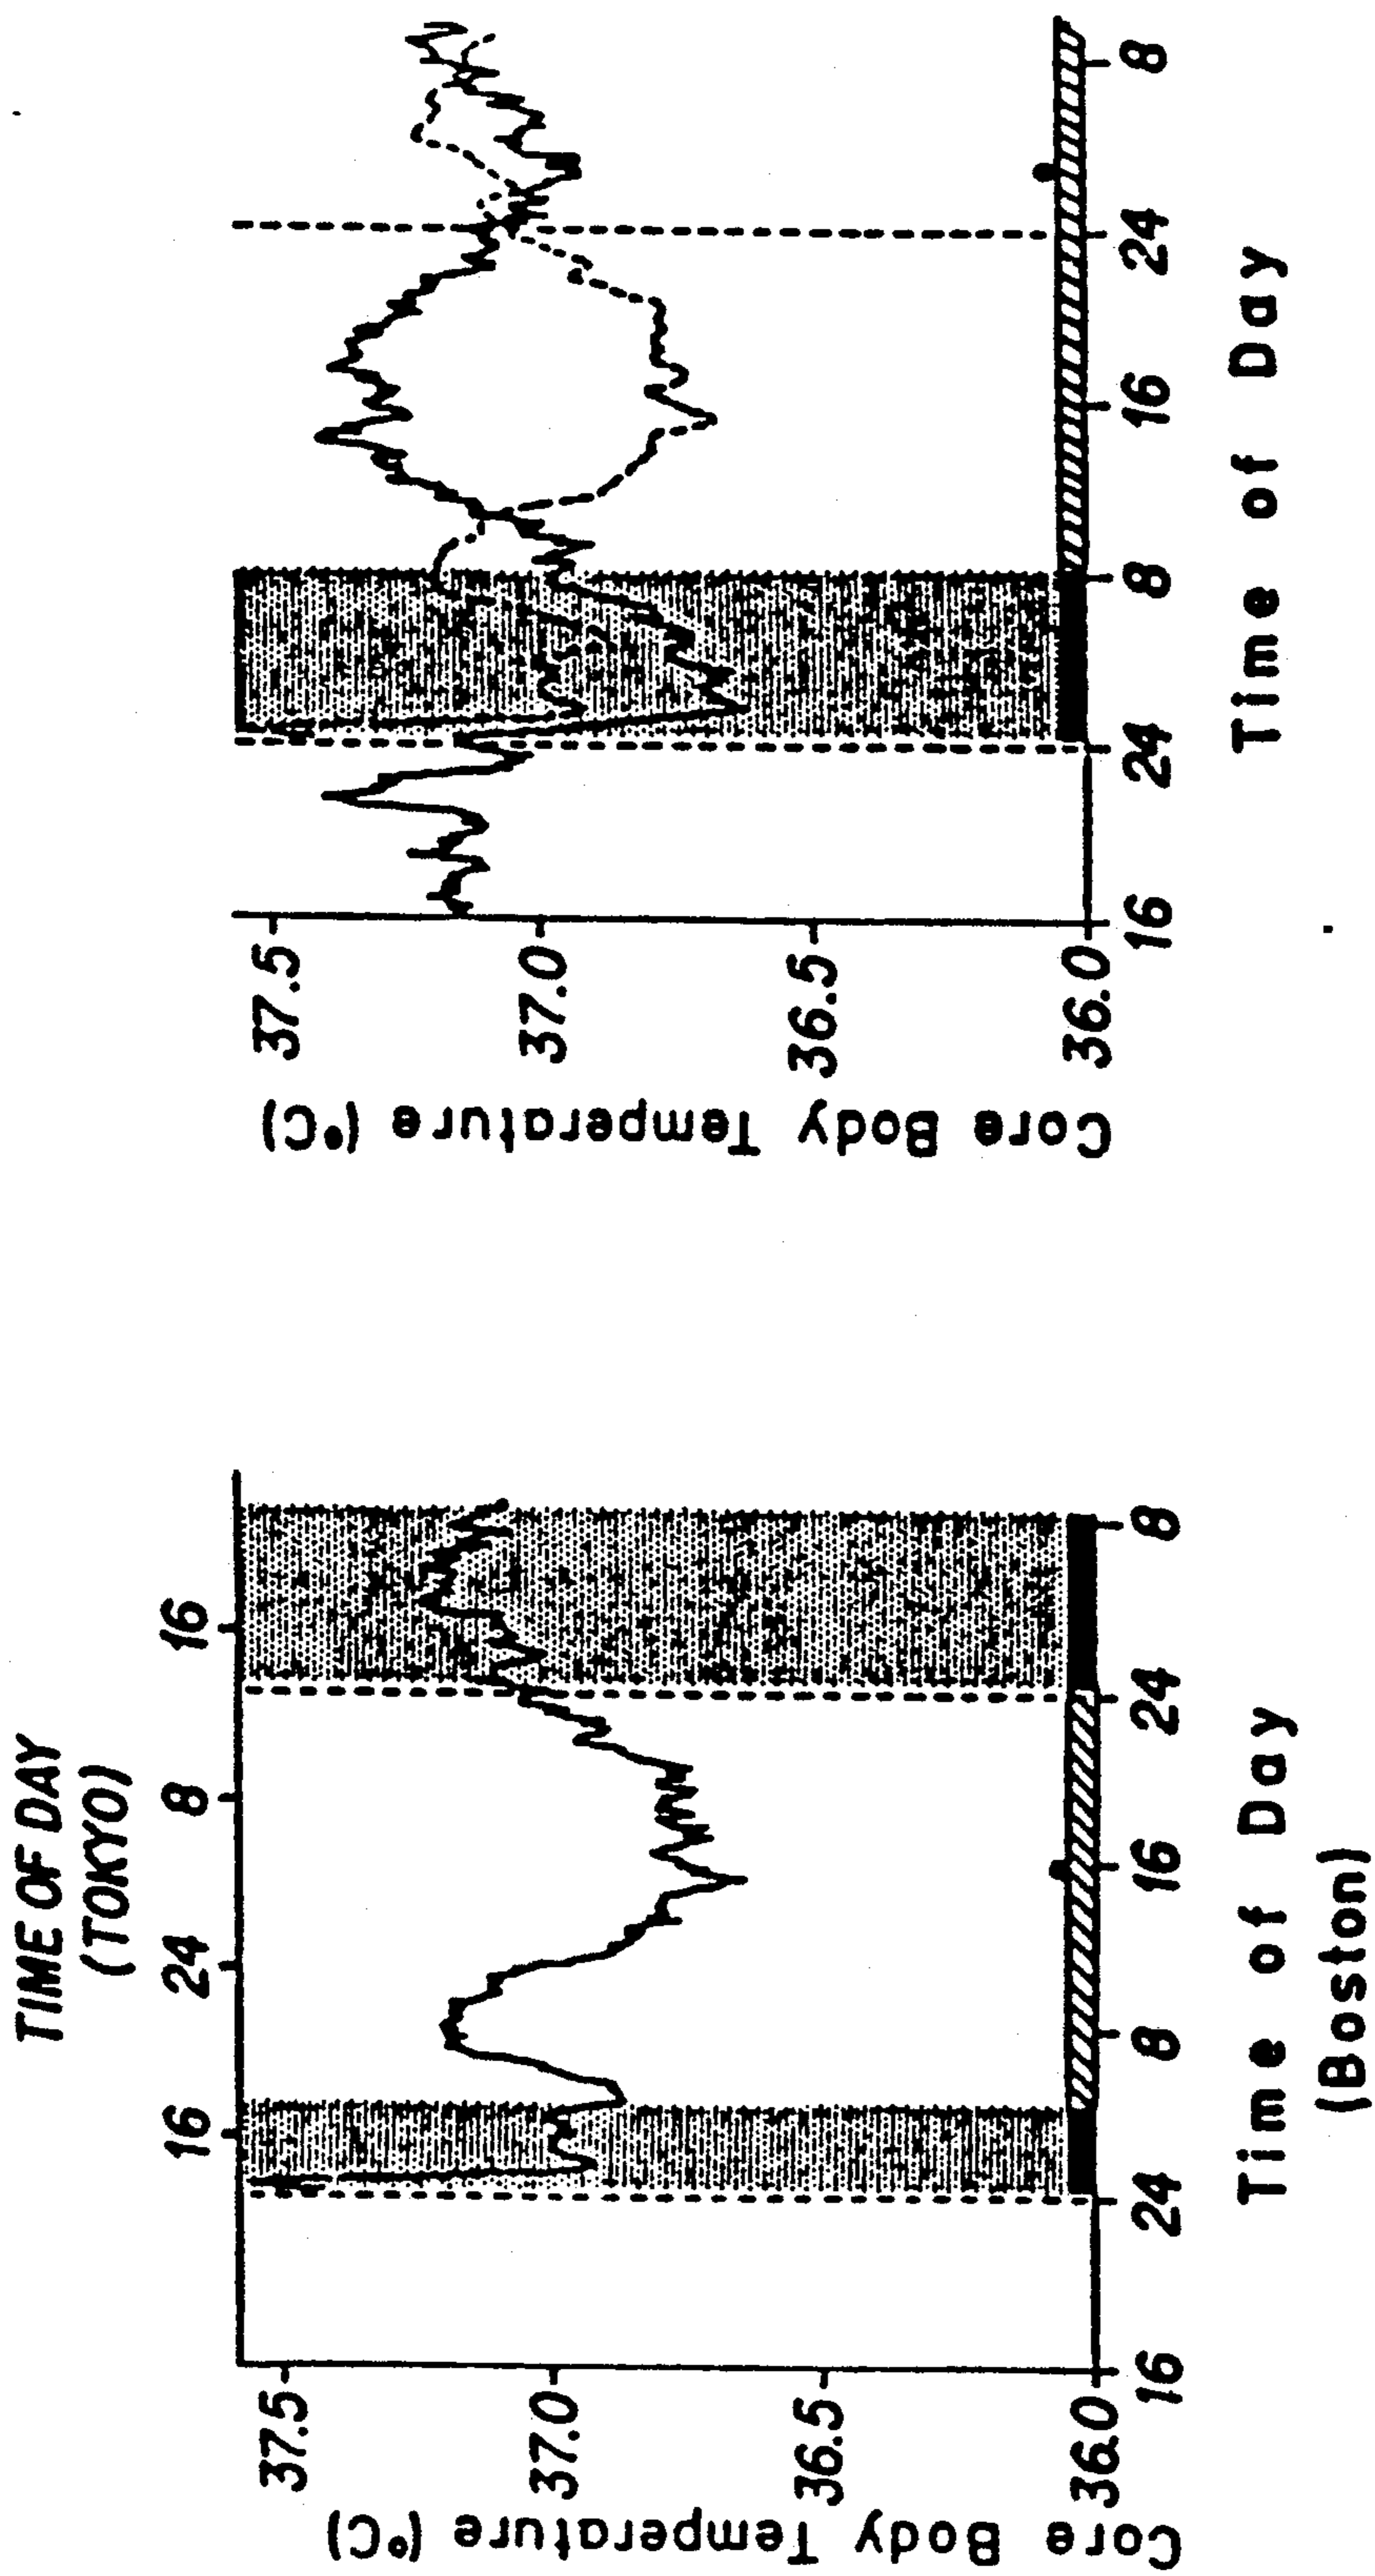 TIME OF DAY
(TOKYO)
16 24 8 16
37.5
37.0
36.5
36.0
Core Body Temperature (°C)
16 24 8 16 24 8
Time of Day
(Boston)
37.5
37.0
36.5
36.0
Core Body Temperature (°C)
16 24 8 16 24 8
Time of Day